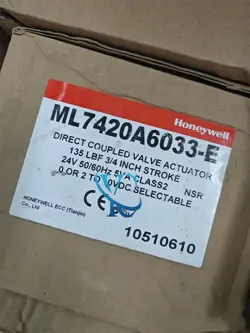 Honeywell
ML7420A6033-E
DIRECT COUPLED VALVE ACTUATOR
135 LBF 3/4 INCH STROKE
24V 50/60Hz 5VA CLASS2 NSR
0 OR 2 TO 10VDC SELECTABLE
HONEYWELL ECC (Tianjin)
Co., Ltd
10510610